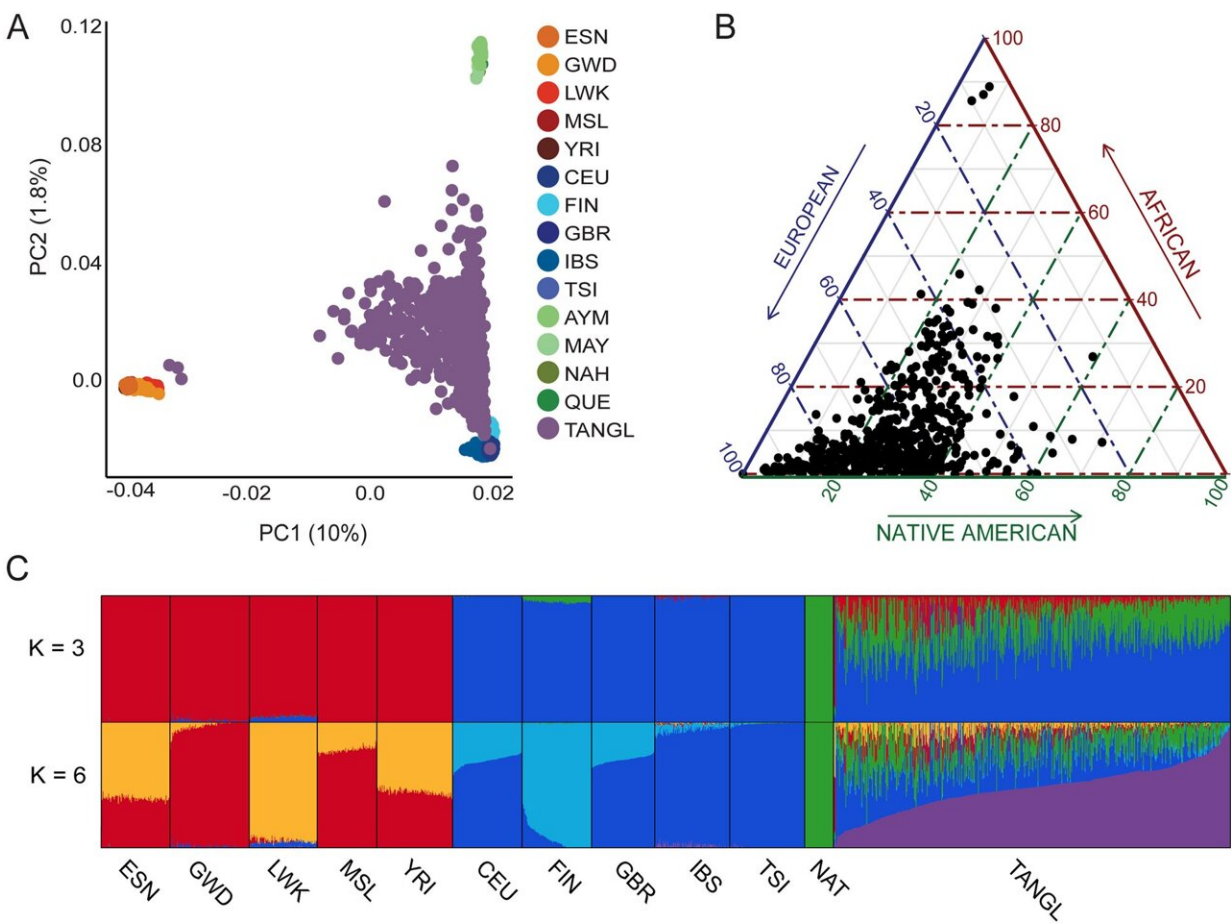 A
0.12
0.08
0.04
0.0
PC2 (1.8%)
-0.04
-0.02
0.0
0.02
PC1 (10%)
ESN
GWD
LWK
MSL
YRI
CEU
FIN
GBR
IBS
TSI
AYM
MAY
NAH
QUE
TANGL
B
100
80
60
40
20
AFRICAN
20
40
60
80
100
EUROPEAN
20
40
60
80
100
NATIVE AMERICAN
C
K = 3
K = 6
ESN
GWD
LWK
MSL
YRI
CEU
FIN
GBR
IBS
TSI
NAT
TANGL